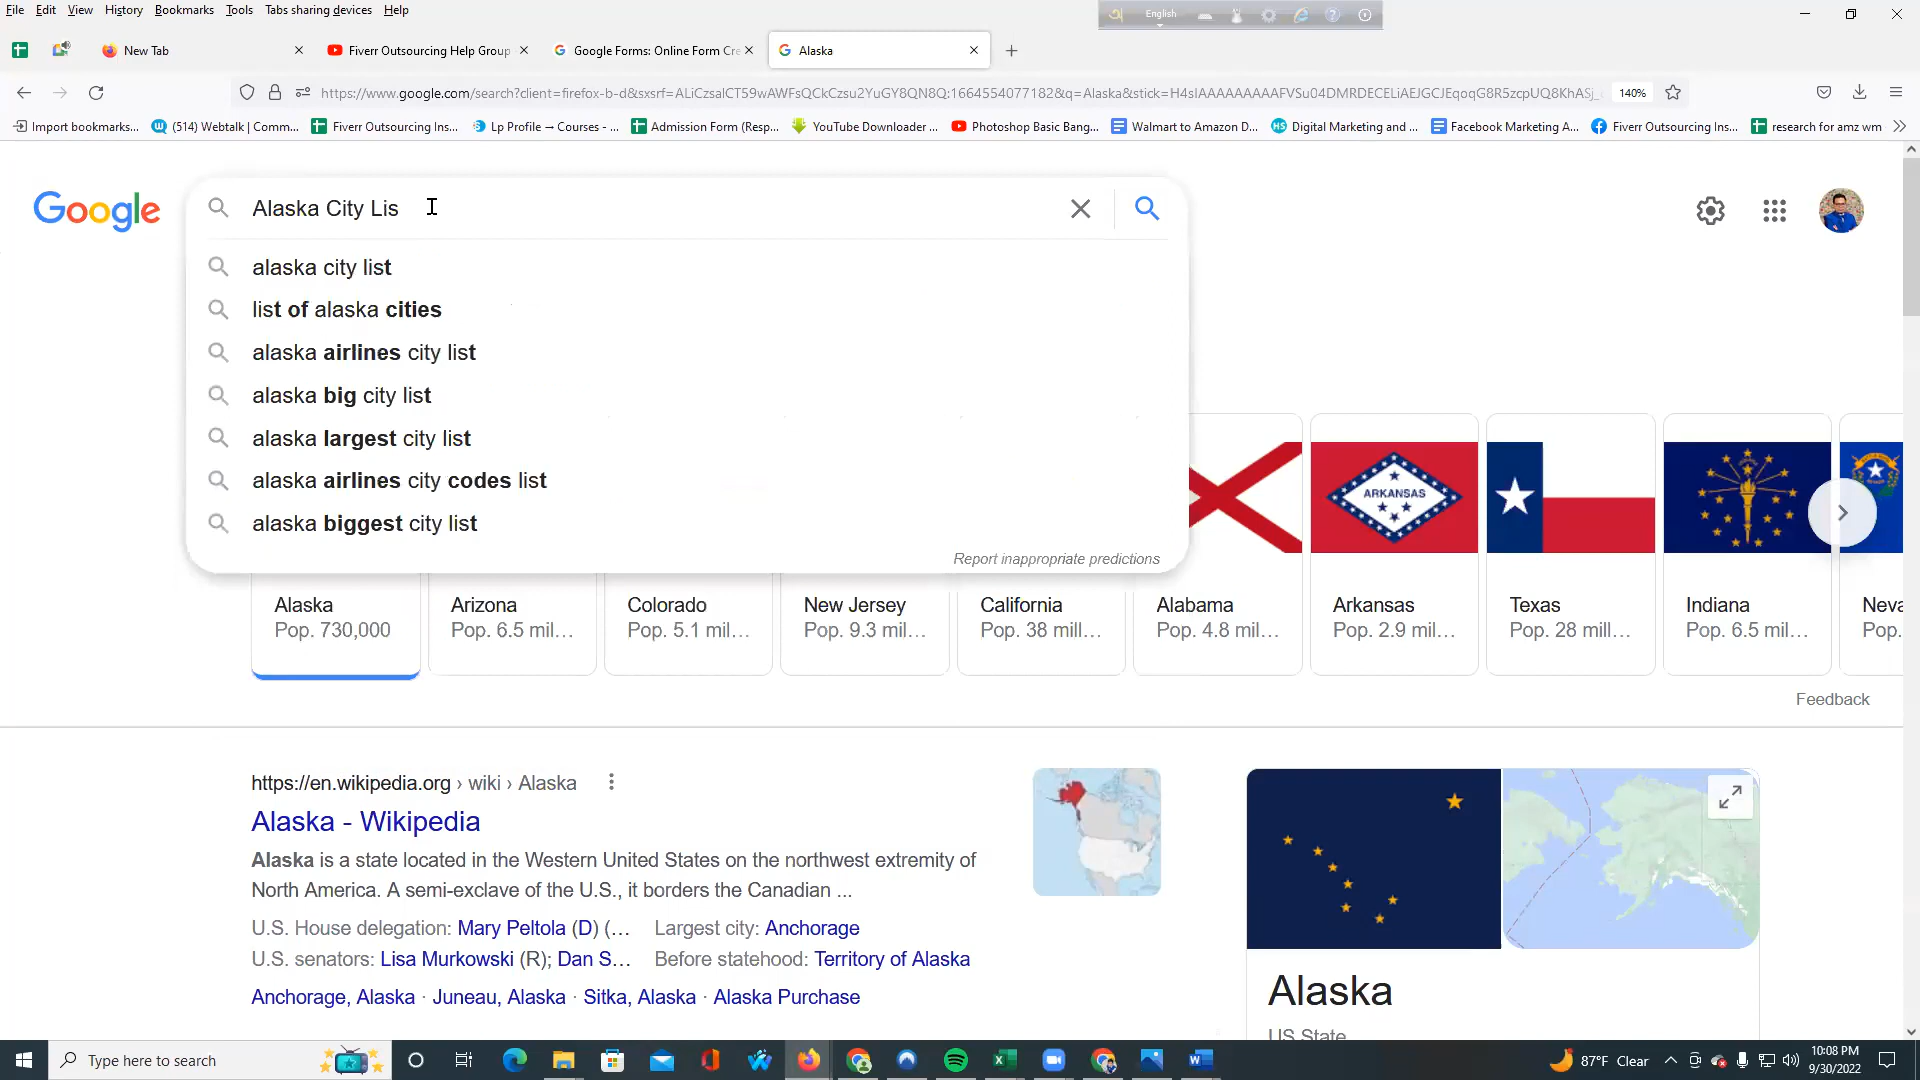 File Edit View History Bookmarks Tools Tabs sharing devices Help
English
New Tab
Fiverr Outsourcing Help Group
Google Forms: Online Form Cre
Alaska
https://www.google.com/search?client=firefox-b-d&sxsrf=
140%
Import bookmarks...
(514) Webtalk | Comm...
Fiverr Outsourcing Ins...
Lp Profile → Courses - ...
Admission Form (Resp...
YouTube Downloader ...
Photoshop Basic Bang...
Walmart to Amazon D...
Digital Marketing and ...
Facebook Marketing A...
Fiverr Outsourcing Ins...
research for amz wm
Google
Alaska City Lis
alaska city list
list of alaska cities
alaska airlines city list
alaska big city list
alaska largest city list
alaska airlines city codes list
alaska biggest city list
Report inappropriate predictions
ARKANSAS
Alaska
Pop. 730,000
Arizona
Pop. 6.5 mil...
Colorado
Pop. 5.1 mil...
New Jersey
Pop. 9.3 mil...
California
Pop. 38 mill...
Alabama
Pop. 4.8 mil...
Arkansas
Pop. 2.9 mil...
Texas
Pop. 28 mill...
Indiana
Pop. 6.5 mil...
Neva
Pop.
Feedback
https://en.wikipedia.org › wiki › Alaska
Alaska - Wikipedia
Alaska is a state located in the Western United States on the northwest extremity of
North America. A semi-exclave of the U.S., it borders the Canadian ...
U.S. House delegation: Mary Peltola (D) (... Largest city: Anchorage
U.S. senators: Lisa Murkowski (R); Dan S... Before statehood: Territory of Alaska
Anchorage, Alaska · Juneau, Alaska · Sitka, Alaska · Alaska Purchase
Alaska
US State
Type here to search
87°F Clear
10:08 PM
9/30/2022